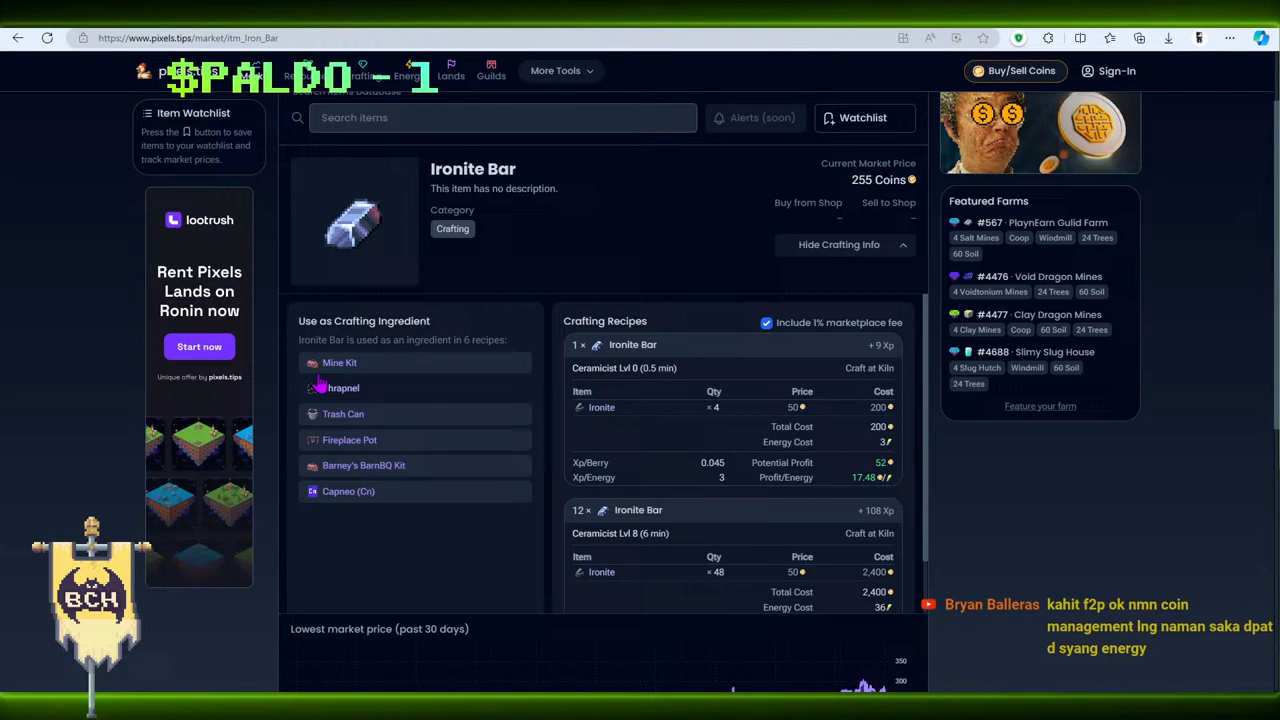 https://www.pixels.tips/market/itm_Iron_Bar
$PALDO -1
Energy
Lands
Guilds
More Tools
Buy/Sell Coins
Sign-In
Item Watchlist
Press the button to save
items to your watchlist and
track market prices.
lootrush
Rent Pixels
Lands on
Ronin now
Start now
Unique offer by pixels.tips
Search Items Database
Search items
Alerts (soon)
Watchlist
Ironite Bar
This item has no description.
Category
Crafting
Current Market Price
255 Coins
Buy from Shop
Sell to Shop
–
–
Hide Crafting Info
Use as Crafting Ingredient
Ironite Bar is used as an ingredient in 6 recipes:
Mine Kit
hrapnel
Trash Can
Fireplace Pot
Barney's BarnBQ Kit
Capneo (Cn)
Crafting Recipes
Include 1% marketplace fee
1 × Ironite Bar + 9 Xp
Ceramicist Lvl 0 (0.5 min) Craft at Kiln
Item Qty Price Cost
Ironite × 4 50 200
Total Cost 200
Energy Cost 3
Xp/Berry 0.045 Potential Profit 52
Xp/Energy 3 Profit/Energy 17.48 /
12 × Ironite Bar + 108 Xp
Ceramicist Lvl 8 (6 min) Craft at Kiln
Item Qty Price Cost
Ironite × 48 50 2,400
Total Cost 2,400
Energy Cost 36
Lowest market price (past 30 days)
350
300
Featured Farms
#567 · PlaynEarn Guild Farm
4 Salt Mines Coop Windmill 24 Trees
60 Soil
#4476 · Void Dragon Mines
4 Voidtonium Mines 24 Trees 60 Soil
#4477 · Clay Dragon Mines
4 Clay Mines Coop 60 Soil 24 Trees
#4688 · Slimy Slug House
4 Slug Hutch Windmill 60 Soil
24 Trees
Feature your farm
BCH
Bryan Balleras kahit f2p ok nmn coin
management lng naman saka dpat
d syang energy